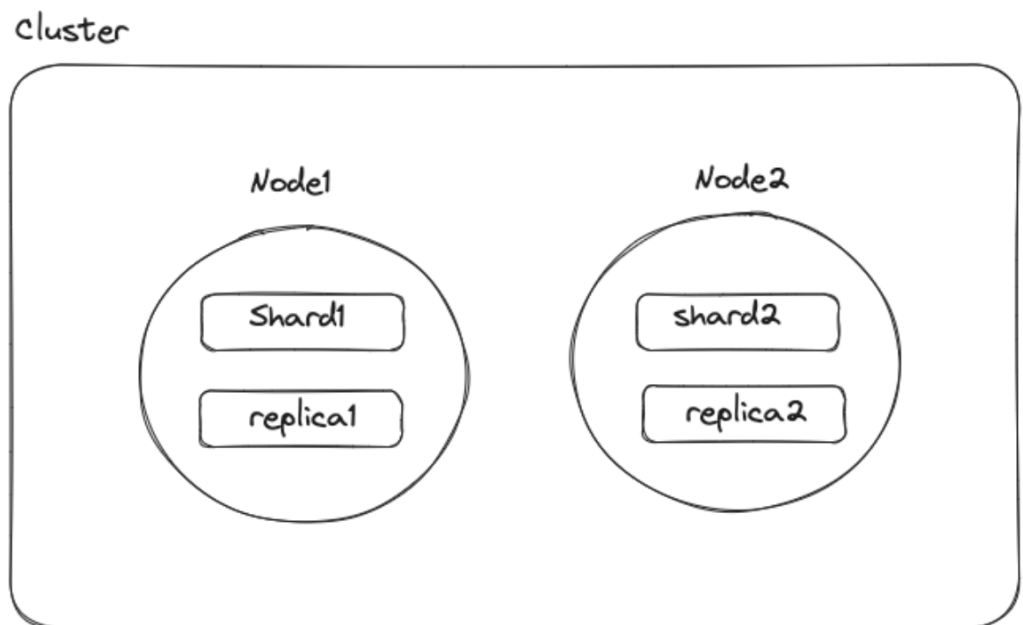 Cluster
Node1
Node2
Shard1
shard2
replica1
replica2